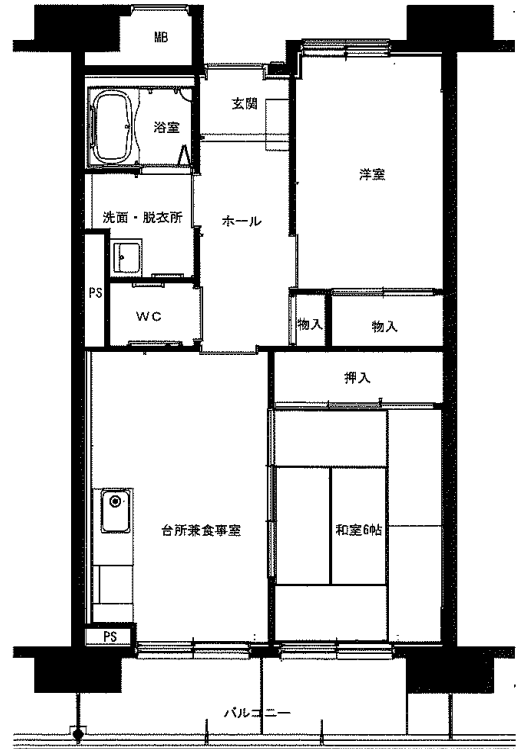 MB
玄関
浴室
洋室
洗面・脱衣所
ホール
PS
WC
物入
物入
押入
台所兼食事室
和室6帖
PS
バルコニー